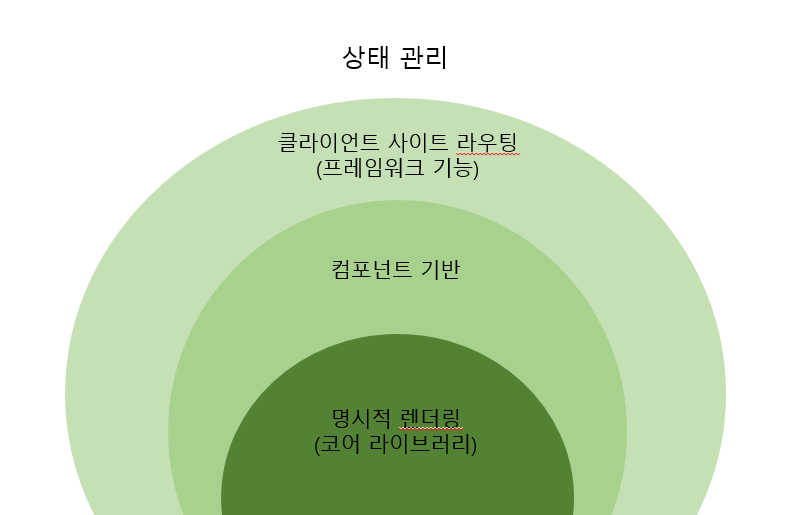 상태 관리
클라이언트 사이트 라우팅
(프레임워크 기능)
컴포넌트 기반
명시적 렌더링
(코어 라이브러리)